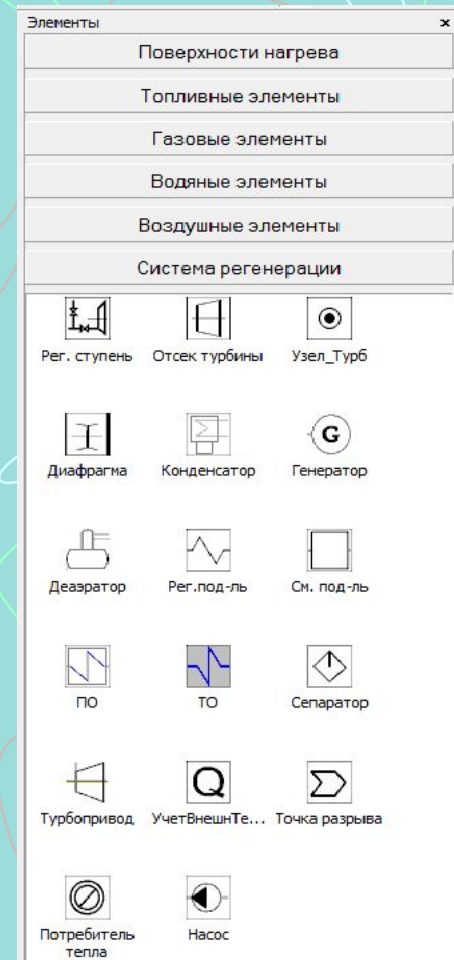 Элементы
Поверхности нагрева
Топливные элементы
Газовые элементы
Водяные элементы
Воздушные элементы
Система регенерации
Рег. ступень Отсек турбины Узел_Турб
G
Диафрагма Конденсатор Генератор
Деаэратор Рег.под-ль См. под-ль
ПО ТО Сепаратор
Q
Турбопривод УчетВнешнТе... Точка разрыва
Потребитель Насос
тепла